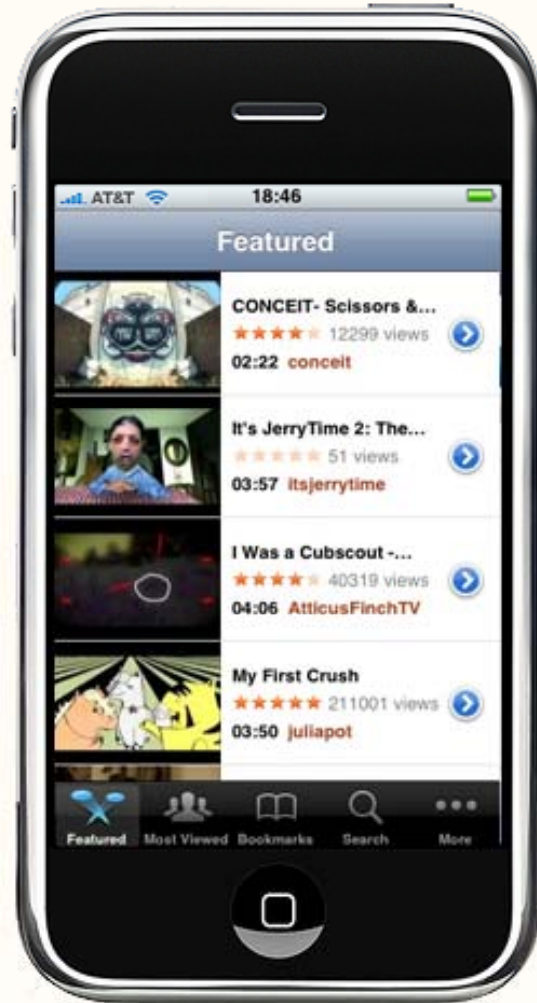 AT&T 18:46
Featured
CONCEIT- Scissors &...
12299 views
02:22 conceit
It's JerryTime 2: The...
51 views
03:57 itsjerrytime
I Was a Cubscout -...
40319 views
04:06 AtticusFinchTV
My First Crush
211001 views
03:50 juliapot
Featured Most Viewed Bookmarks Search More